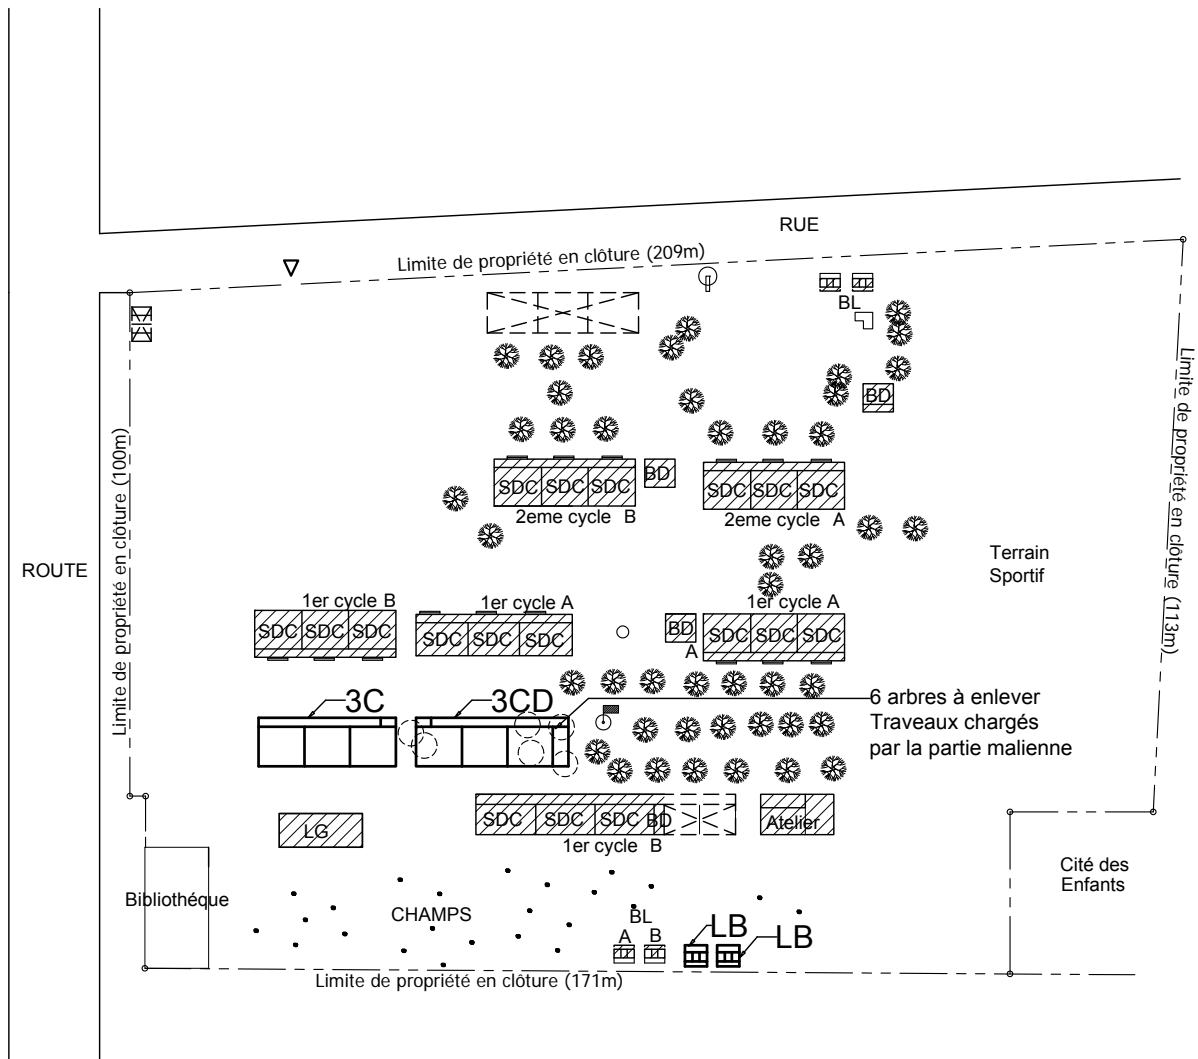 RUE
Limite de propriété en clôture (209m)
BL
BD
Limite de propriété en clôture (100m)
Limite de propriété en clôture (113m)
SDC SDC SDC
BD
SDC SDC SDC
2eme cycle B
2eme cycle A
ROUTE
Terrain
Sportif
1er cycle B
1er cycle A
1er cycle A
SDC SDC SDC
SDC SDC SDC
BD
A
SDC SDC SDC
3C
3CD
6 arbres à enlever
Traveaux chargés
par la partie malienne
LG
SDC SDC SDC BD
Atelier
1er cycle B
Cité des
Enfants
Bibliothéque
CHAMPS
BL
A B
LB
LB
Limite de propriété en clôture (171m)